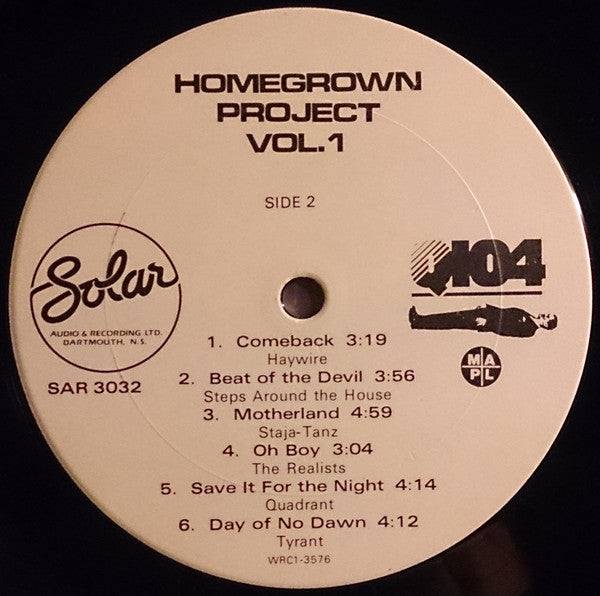 HOMEGROWN
PROJECT
VOL.1
SIDE 2
Solar
AUDIO & RECORDING LTD.
DARTMOUTH, N.S.
SAR 3032
Q104
M A
P L
1. Comeback 3:19
Haywire
2. Beat of the Devil 3:56
Steps Around the House
3. Motherland 4:59
Staja-Tanz
4. Oh Boy 3:04
The Realists
5. Save It For the Night 4:14
Quadrant
6. Day of No Dawn 4:12
Tyrant
WRC1-3576